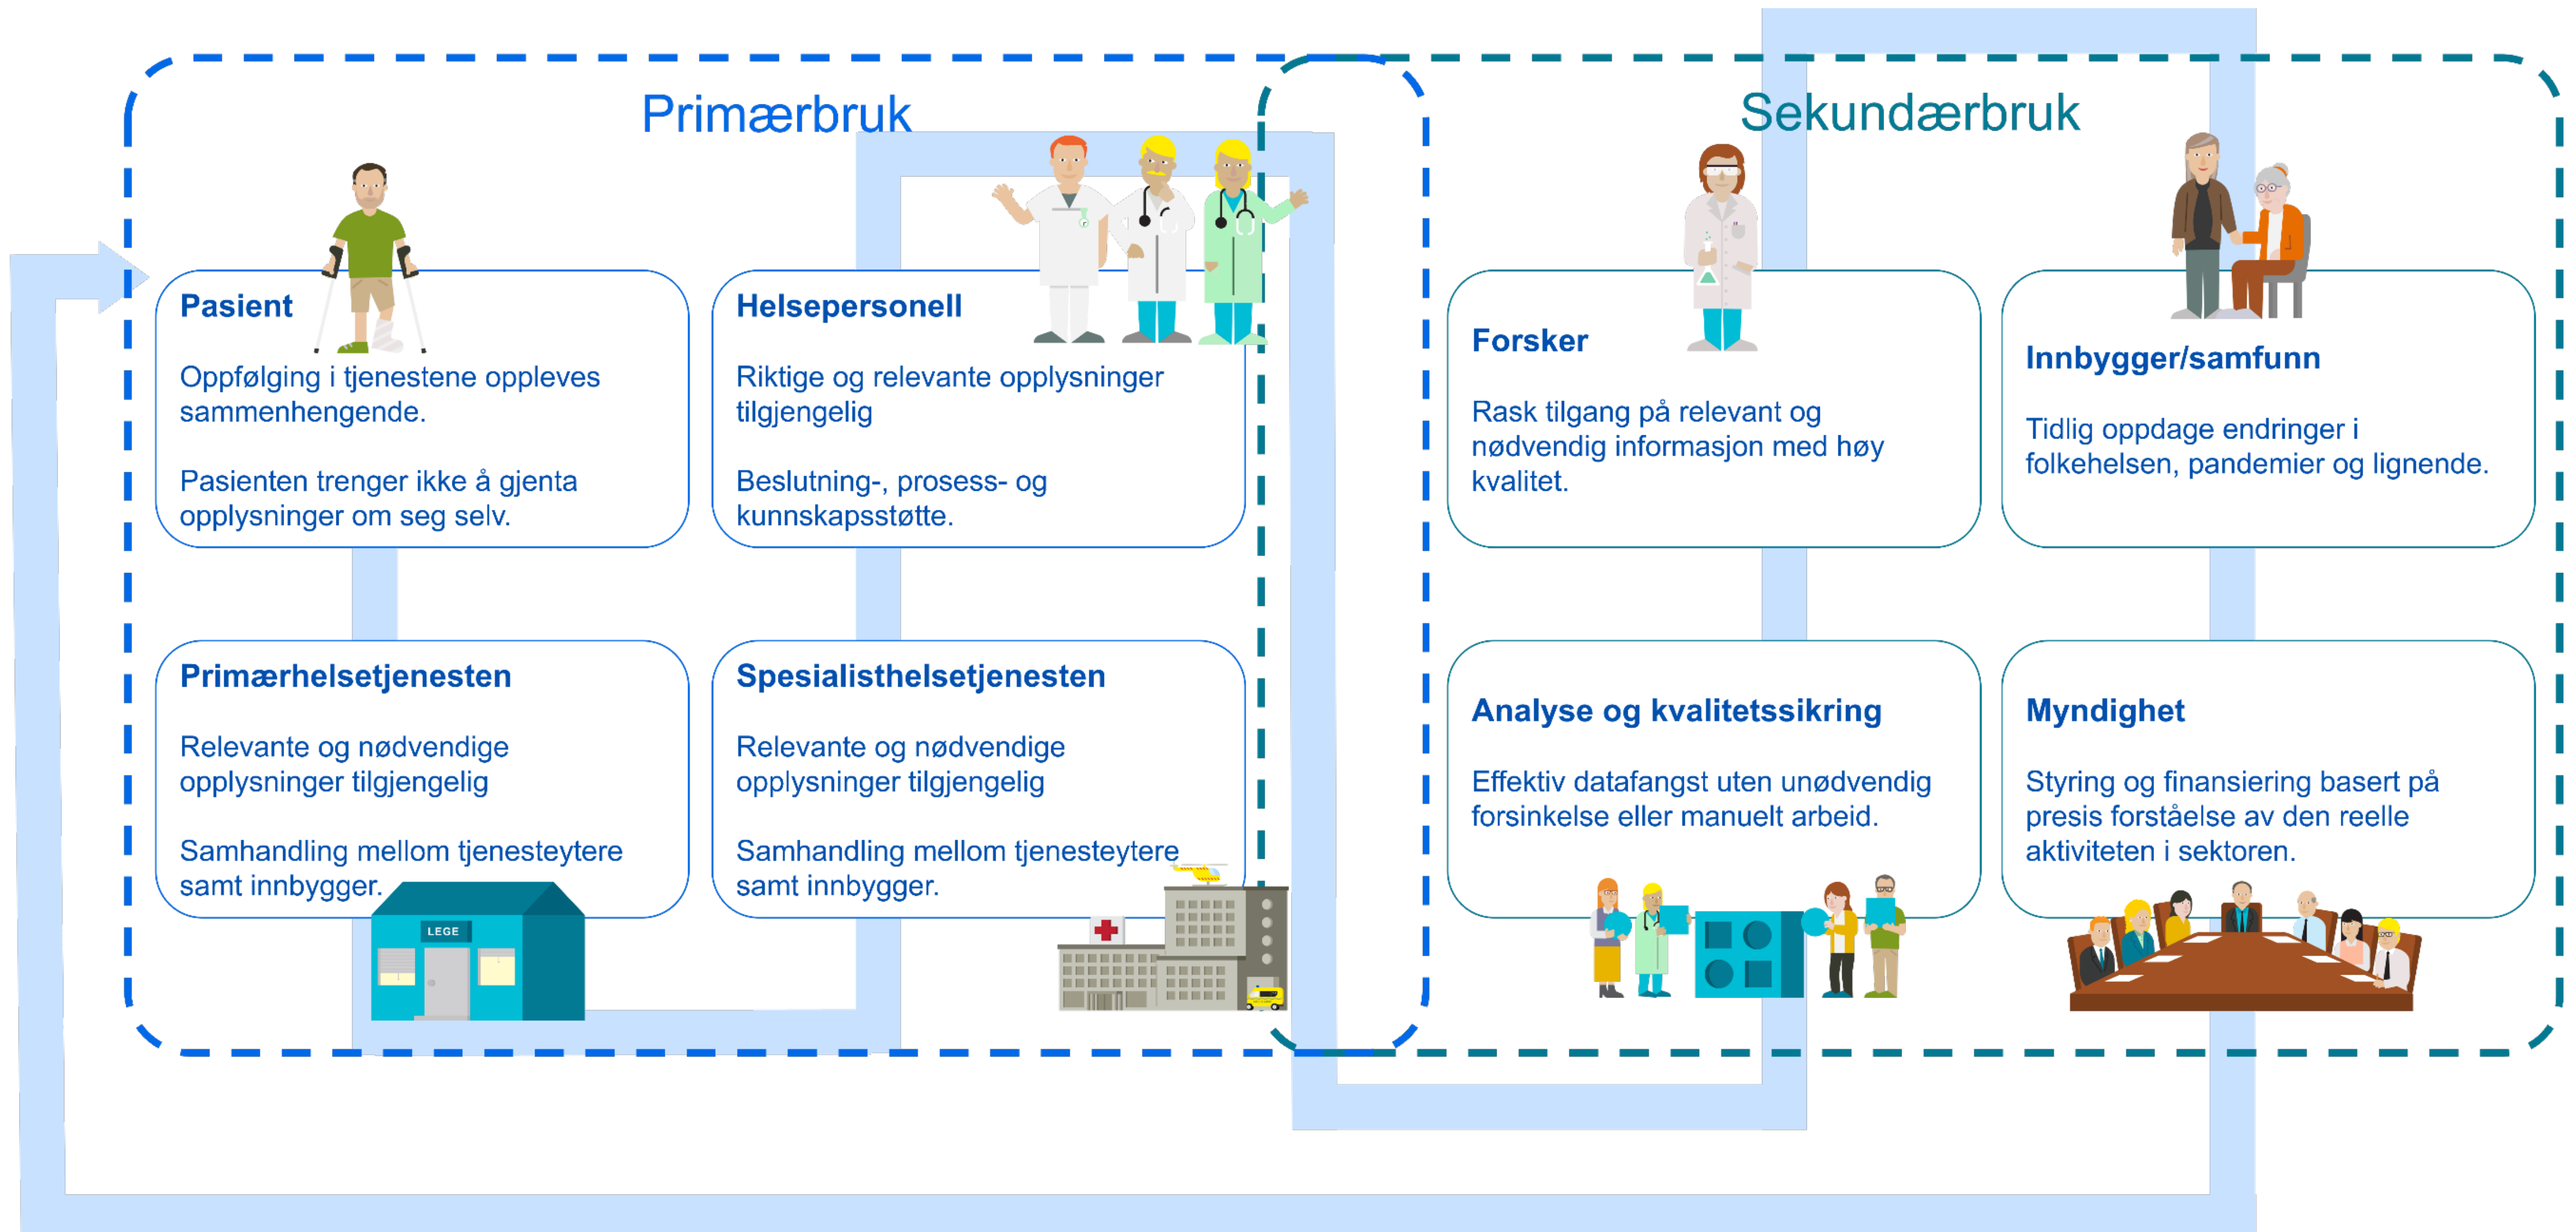 Primærbruk
Pasient
Oppfølging i tjenestene oppleves
sammenhengende.
Pasienten trenger ikke å gjenta
opplysninger om seg selv.
Helsepersonell
Riktige og relevante opplysninger
tilgjengelig
Beslutning-, prosess- og
kunnskapsstøtte.
Primærhelsetjenesten
Relevante og nødvendige
opplysninger tilgjengelig
Samhandling mellom tjenesteytere
samt innbygger.
LEGE
Spesialisthelsetjenesten
Relevante og nødvendige
opplysninger tilgjengelig
Samhandling mellom tjenesteytere
samt innbygger.
Sekundærbruk
Forsker
Rask tilgang på relevant og
nødvendig informasjon med høy
kvalitet.
Innbygger/samfunn
Tidlig oppdage endringer i
folkehelsen, pandemier og lignende.
Analyse og kvalitetssikring
Effektiv datafangst uten unødvendig
forsinkelse eller manuelt arbeid.
Myndighet
Styring og finansiering basert på
presis forståelse av den reelle
aktiviteten i sektoren.